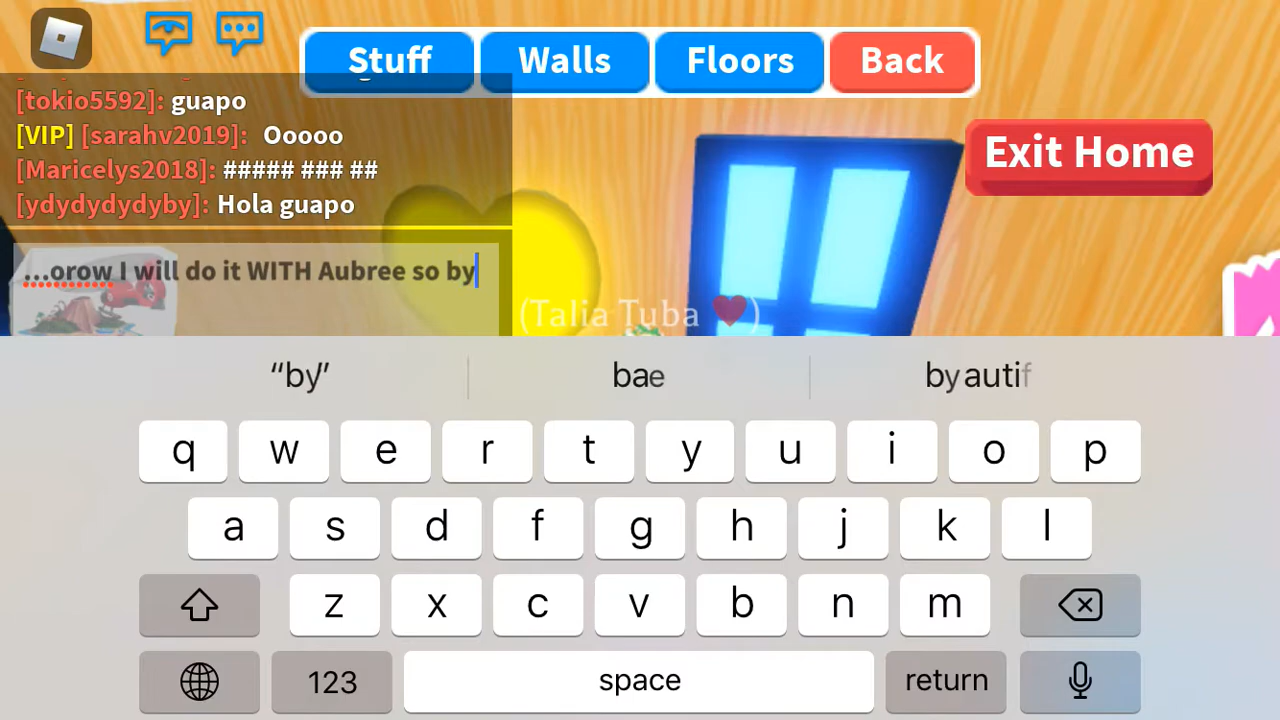 Stuff Walls Floors Back
[tokio5592]: guapo
[VIP] [sarahv2019]: Ooooo
[Maricelys2018]: ##### ### ##
[ydydydydyby]: Hola guapo
Exit Home
...orow I will do it WITH Aubree so by
(Talia Tuba ❤)
“by” bae byautif
q w e r t y u i o p
a s d f g h j k l
z x c v b n m
123 space return